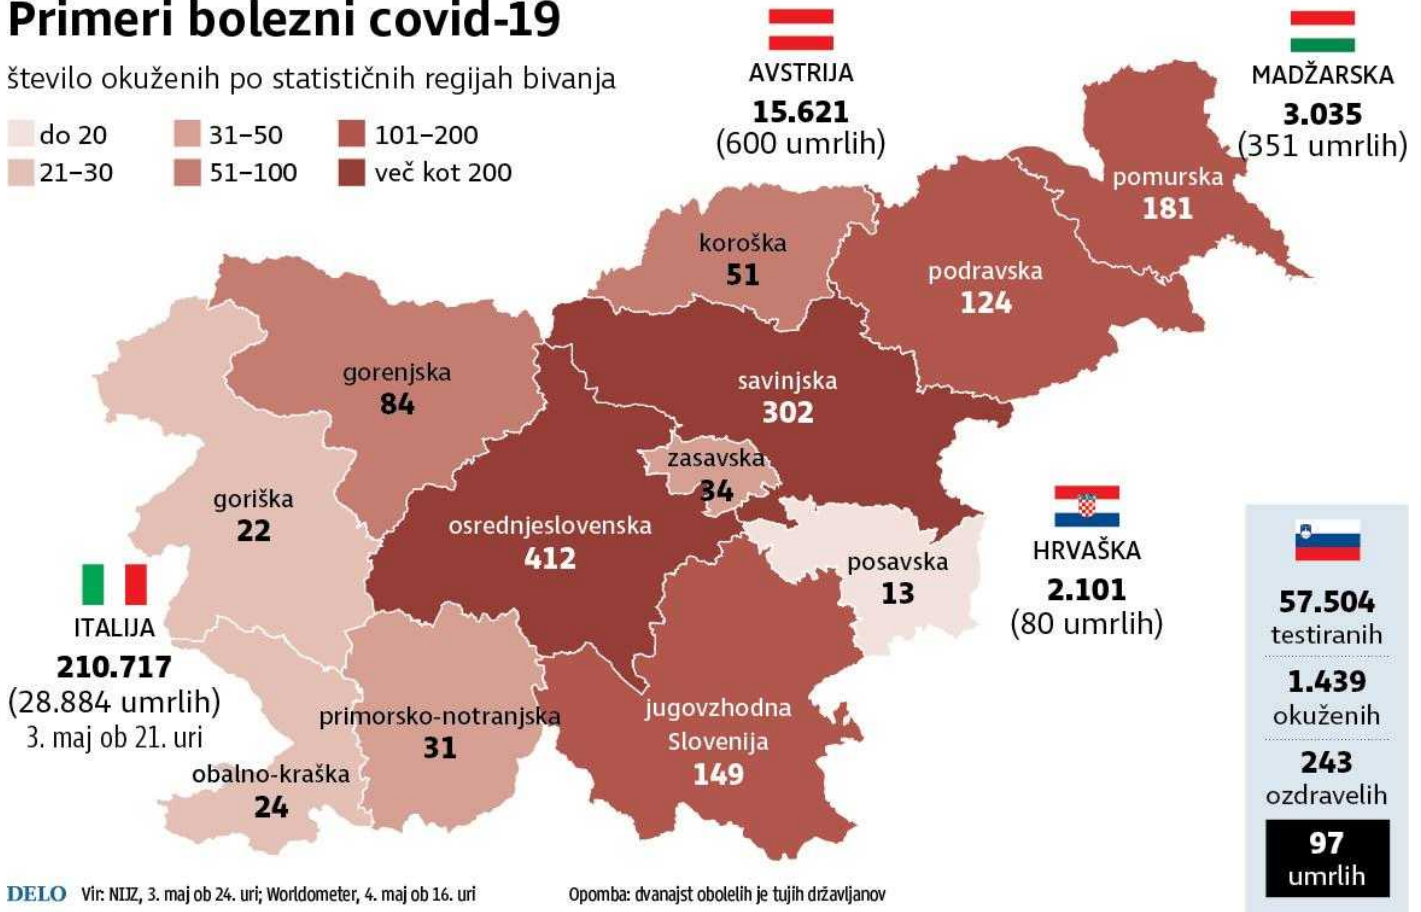 Primeri bolezni covid-19
število okuženih po statističnih regijah bivanja
do 20
21–30
31–50
51–100
101–200
več kot 200
AVSTRIJA
15.621
(600 umrlih)
MADŽARSKA
3.035
(351 umrlih)
pomurska
181
koroška
51
podravska
124
gorenjska
84
savinjska
302
zasavska
34
goriška
22
osrednjeslovenska
412
posavska
13
HRVAŠKA
2.101
(80 umrlih)
ITALIJA
210.717
(28.884 umrlih)
3. maj ob 21. uri
primorsko-notranjska
31
jugovzhodna
Slovenija
149
obalno-kraška
24
57.504
testiranih
1.439
okuženih
243
ozdravelih
97
umrlih
DELO Vir: NIJZ, 3. maj ob 24. uri; Worldometer, 4. maj ob 16. uri
Opomba: dvanajst obolelih je tujih državljanov